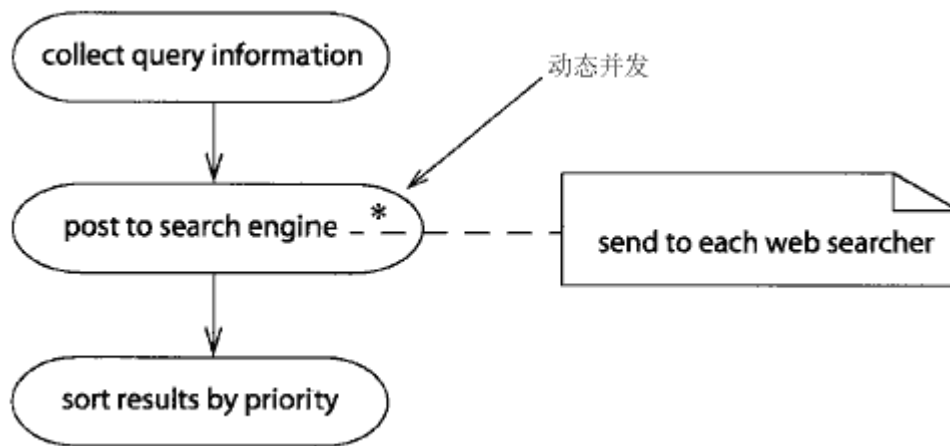 collect query information
动态并发
post to search engine *
send to each web searcher
sort results by priority